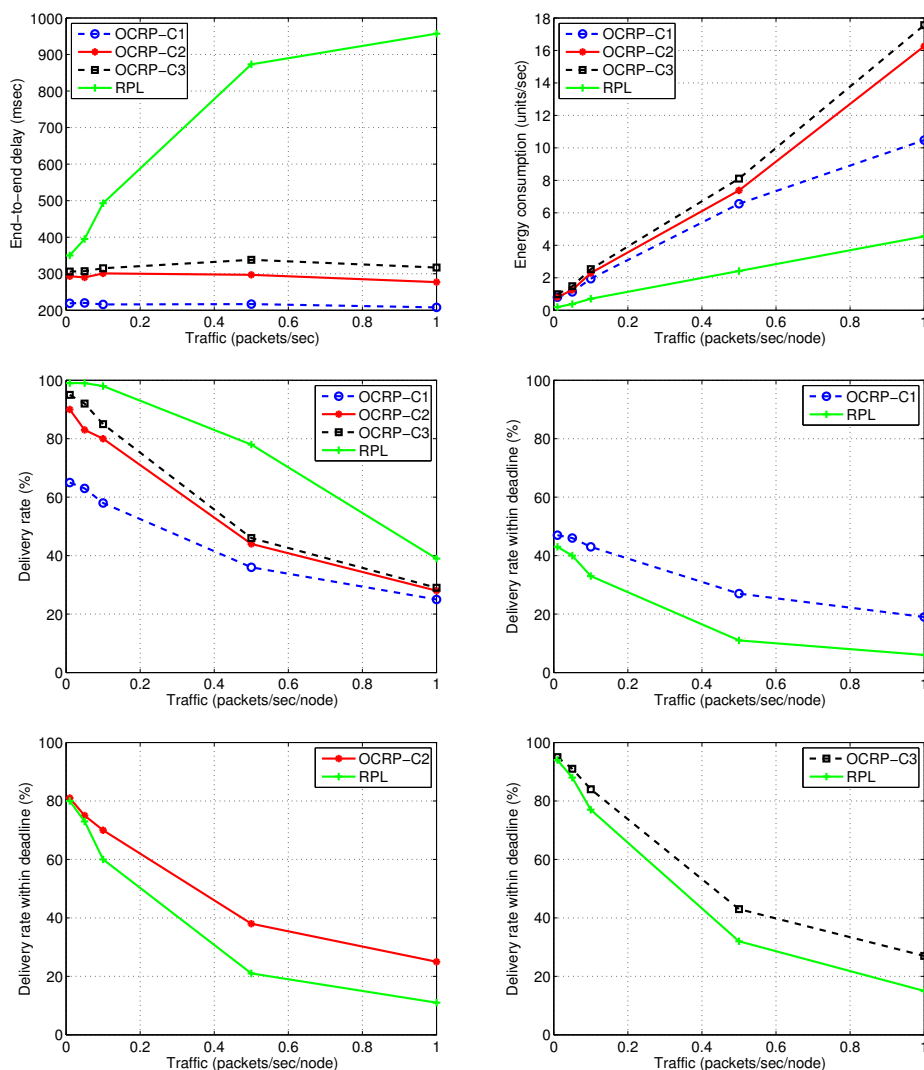 1000
900
800
700
600
500
400
300
200
End−to−end delay (msec)
OCRP−C1
OCRP−C2
OCRP−C3
RPL
0 0.2 0.4 0.6 0.8 1
Traffic (packets/sec)
18
16
14
12
10
8
6
4
2
0
Energy consumption (units/sec)
OCRP−C1
OCRP−C2
OCRP−C3
RPL
0 0.2 0.4 0.6 0.8 1
Traffic (packets/sec/node)
100
80
60
40
20
0
Delivery rate (%)
OCRP−C1
OCRP−C2
OCRP−C3
RPL
0 0.2 0.4 0.6 0.8 1
Traffic (packets/sec/node)
100
80
60
40
20
0
Delivery rate within deadline (%)
OCRP−C1
RPL
0 0.2 0.4 0.6 0.8 1
Traffic (packets/sec/node)
100
80
60
40
20
0
Delivery rate within deadline (%)
OCRP−C2
RPL
0 0.2 0.4 0.6 0.8 1
Traffic (packets/sec/node)
100
80
60
40
20
0
Delivery rate within deadline (%)
OCRP−C3
RPL
0 0.2 0.4 0.6 0.8 1
Traffic (packets/sec/node)